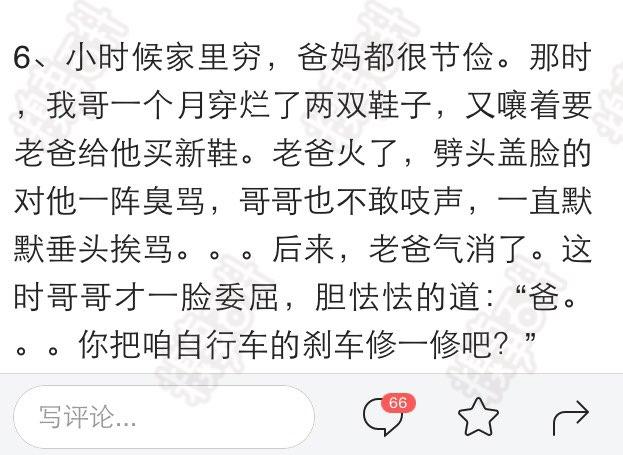 6、小时候家里穷，爸妈都很节俭。那时
，我哥一个月穿烂了两双鞋子，又嚷着要
老爸给他买新鞋。老爸火了，劈头盖脸的
对他一阵臭骂，哥哥也不敢吱声，一直默
默垂头挨骂。。。后来，老爸气消了。这
时哥哥才一脸委屈，胆怯怯的道：“爸。
。。你把咱自行车的刹车修一修吧？”
写评论...
66